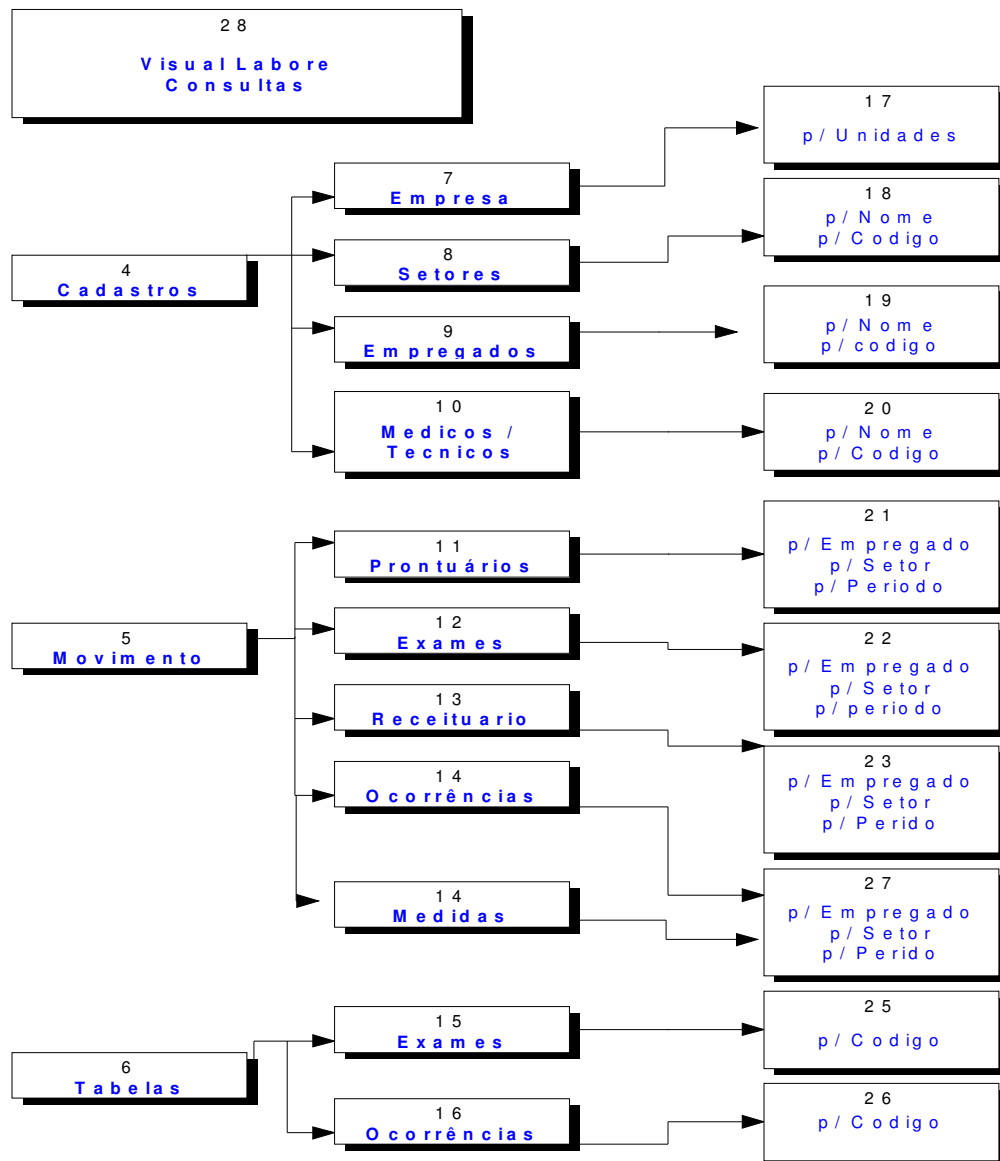 28
Visual Labore
Consultas
17
p/ Unidades
7
Empresa
18
p/ Nome
p/ Codigo
8
Setores
4
Cadastros
9
Empregados
19
p/ Nome
p/ codigo
10
Medicos /
Tecnicos
20
p/ Nome
p/ Codigo
11
Prontuários
21
p/ Empregado
p/ Setor
p/ Periodo
5
Movimento
12
Exames
22
p/ Empregado
p/ Setor
p/ periodo
13
Receituario
23
p/ Empregado
p/ Setor
p/ Perido
14
Ocorrências
14
Medidas
27
p/ Empregado
p/ Setor
p/ Perido
15
Exames
25
p/ Codigo
6
Tabelas
16
Ocorrências
26
p/ Codigo